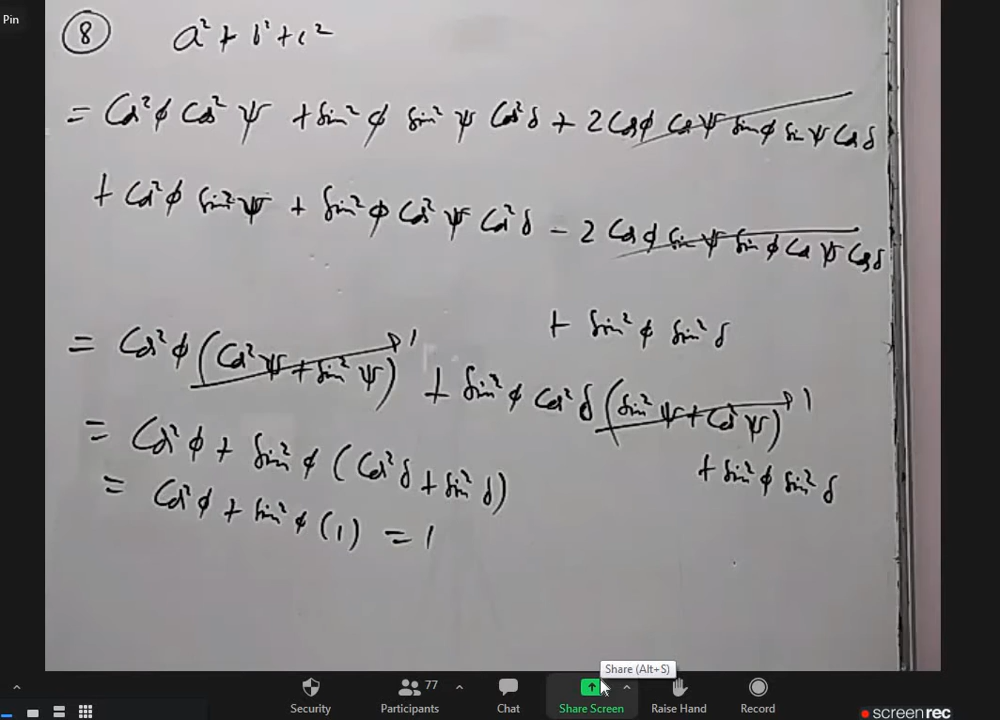 Pin
⑧ a² + b² + c²
= Cos²φ Cos²ψ + Sin²φ Sin²ψ Cos²δ + 2 Cosφ Cosψ Sinφ Sinψ Cosδ
+ Cos²φ Sin²ψ + Sin²φ Cos²ψ Cos²δ - 2 Cosφ Sinψ Sinφ Cosψ Cosδ
+ Sin²φ Sin²δ
= Cos²φ (Cos²ψ + Sin²ψ) 1 + Sin²φ Cos²δ (Sin²ψ + Cos²ψ) 1
+ Sin²φ Sin²δ
= Cos²φ + Sin²φ (Cos²δ + Sin²δ)
= Cos²φ + Sin²φ (1) = 1
Share (Alt+S)
77
Security Participants Chat Share Screen Raise Hand Record
screenrec